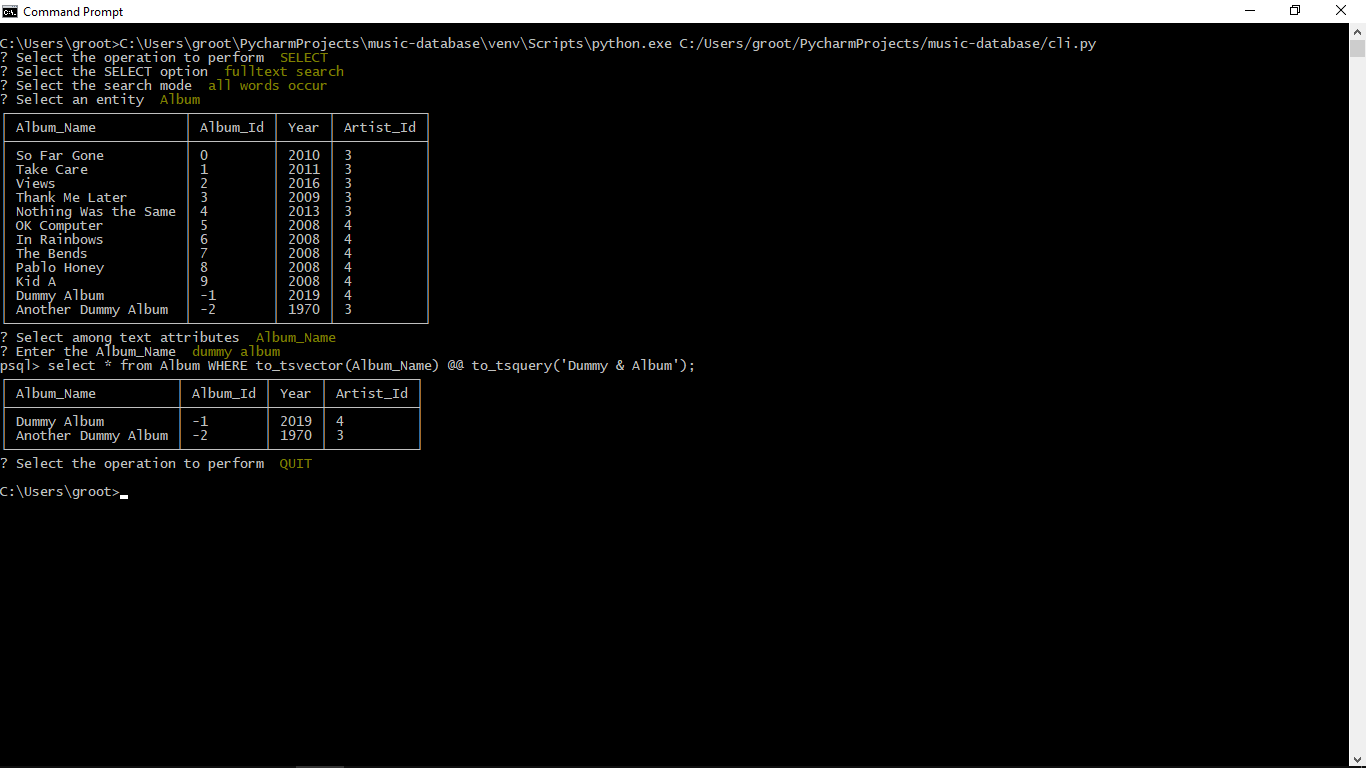 Command Prompt
C:\Users\groot>C:\Users\groot\PycharmProjects\music-database\venv\Scripts\python.exe C:/Users/groot/PycharmProjects/music-database/cli.py
? Select the operation to perform  SELECT
? Select the SELECT option  fulltext search
? Select the search mode  all words occur
? Select an entity  Album
Album_Name Album_Id Year Artist_Id
So Far Gone 0 2010 3
Take Care 1 2011 3
Views 2 2016 3
Thank Me Later 3 2009 3
Nothing Was the Same 4 2013 3
OK Computer 5 2008 4
In Rainbows 6 2008 4
The Bends 7 2008 4
Pablo Honey 8 2008 4
Kid A 9 2008 4
Dummy Album -1 2019 4
Another Dummy Album -2 1970 3
? Select among text attributes  Album_Name
? Enter the Album_Name  dummy album
psql> select * from Album WHERE to_tsvector(Album_Name) @@ to_tsquery('Dummy & Album');
Album_Name Album_Id Year Artist_Id
Dummy Album -1 2019 4
Another Dummy Album -2 1970 3
? Select the operation to perform  QUIT
C:\Users\groot>